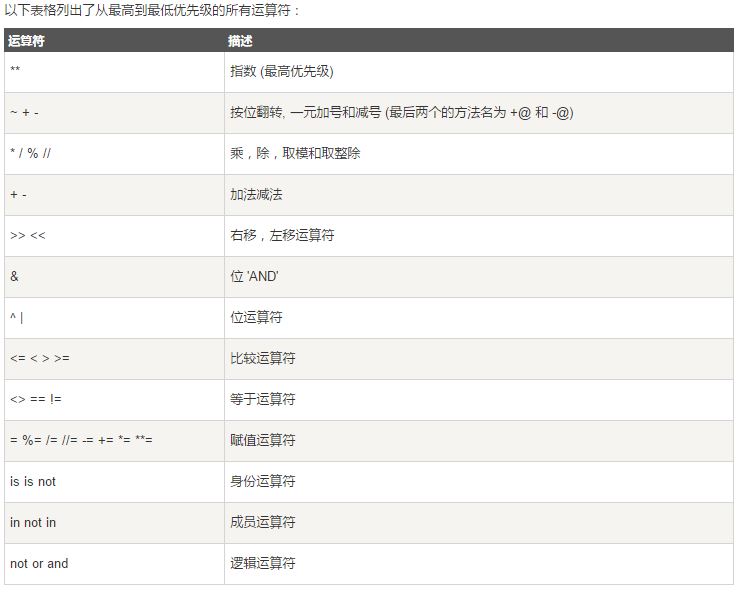 以下表格列出了从最高到最低优先级的所有运算符：
运算符 描述
** 指数 (最高优先级)
~ + - 按位翻转, 一元加号和减号 (最后两个的方法名为 +@ 和 -@)
* / % // 乘，除，取模和取整除
+ - 加法减法
>> << 右移，左移运算符
& 位 'AND'
^ | 位运算符
<= < > >= 比较运算符
<> == != 等于运算符
= %= /= //= -= += *= **= 赋值运算符
is is not 身份运算符
in not in 成员运算符
not or and 逻辑运算符